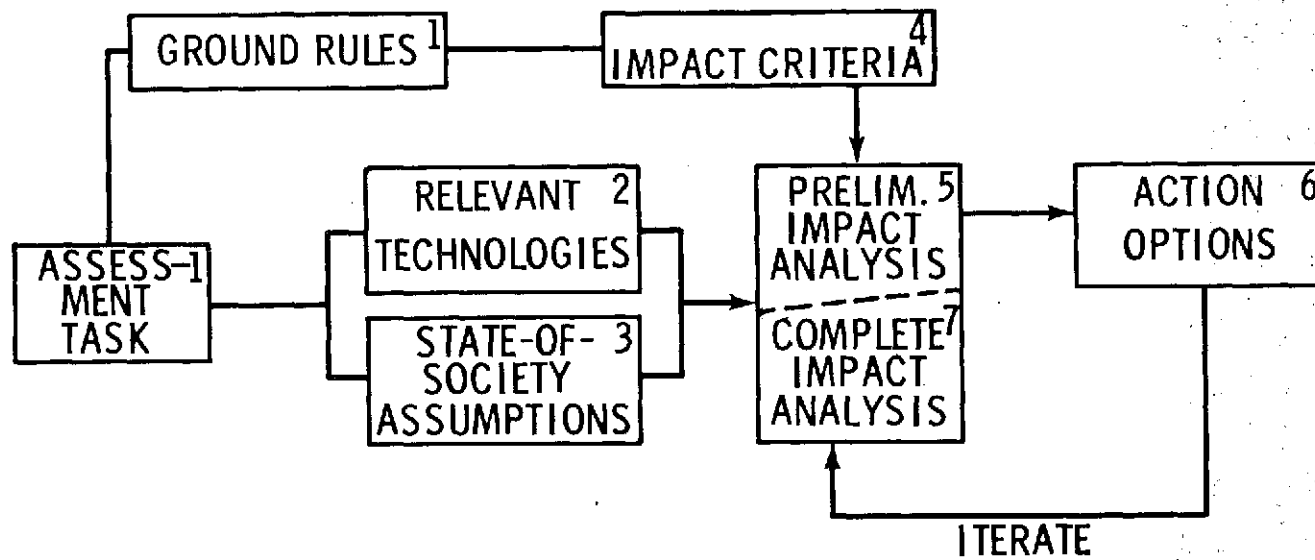 GROUND RULES 1
IMPACT CRITERIA 4
RELEVANT 2
TECHNOLOGIES
ASSESS- 1
MENT
TASK
STATE-OF- 3
SOCIETY
ASSUMPTIONS
PRELIM. 5
IMPACT
ANALYSIS
COMPLETE 7
IMPACT
ANALYSIS
ACTION 6
OPTIONS
ITERATE